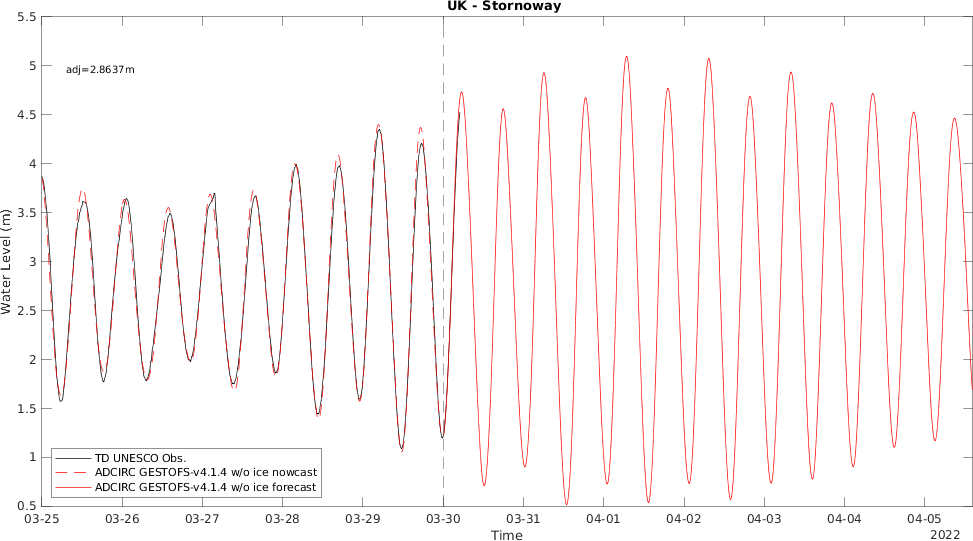 UK - Stornoway
5.5
5
4.5
4
3.5
3
2.5
2
1.5
1
0.5
Water Level (m)
adj=2.8637m
TD UNESCO Obs.
ADCIRC GESTOFS-v4.1.4 w/o ice nowcast
ADCIRC GESTOFS-v4.1.4 w/o ice forecast
03-25 03-26 03-27 03-28 03-29 03-30 03-31 04-01 04-02 04-03 04-04 04-05
2022
Time